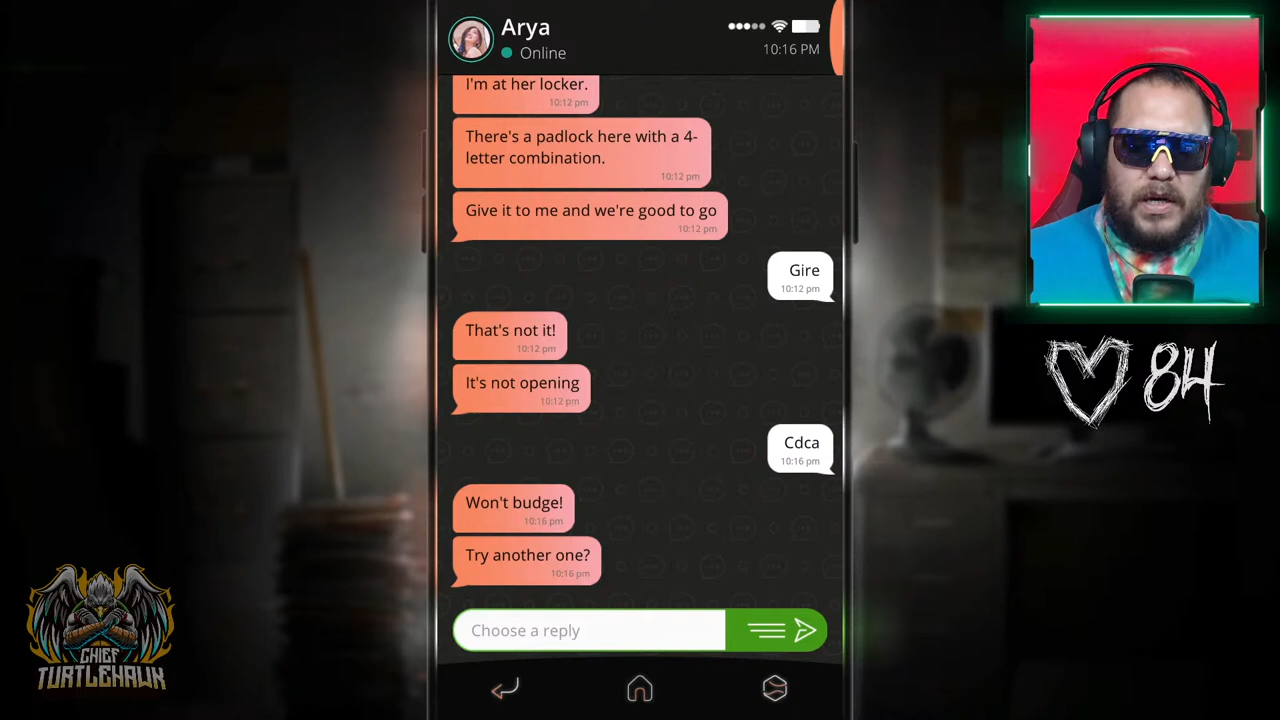 Arya
Online
10:16 PM
I'm at her locker.
10:12 pm
There's a padlock here with a 4-
letter combination.
10:12 pm
Give it to me and we're good to go
10:12 pm
Gire
10:12 pm
That's not it!
10:12 pm
It's not opening
10:12 pm
Cdca
10:16 pm
Won't budge!
10:16 pm
Try another one?
10:16 pm
Choose a reply
84
CHIEF
TURTLEHAWK